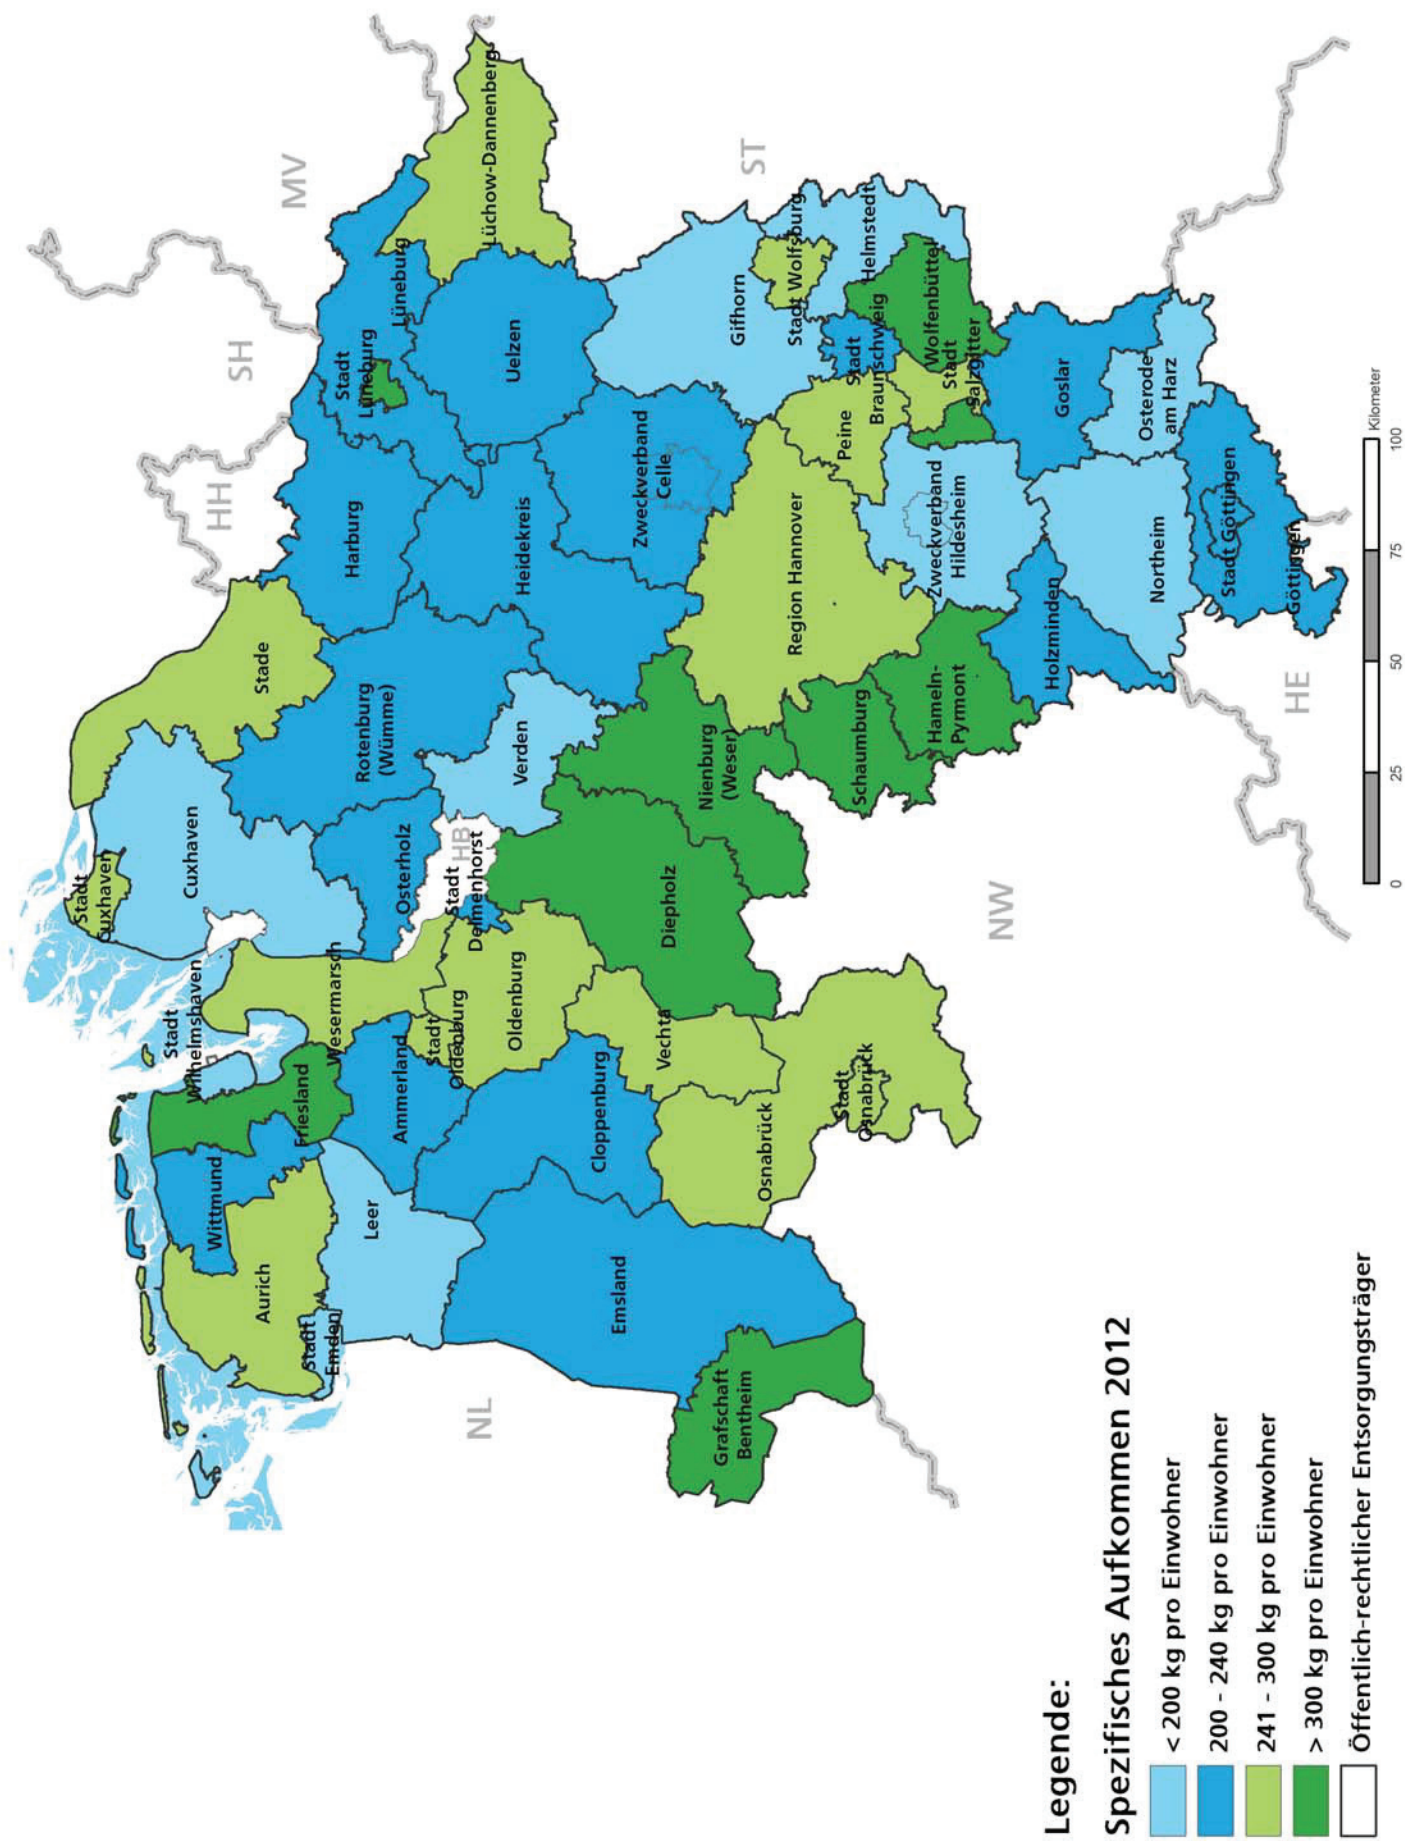 MV
SH
HH
ST
HB
NL
NW
HE
Stadt
Cuxhaven
Cuxhaven
Stade
Stadt
Wilhelmshaven
Wittmund
Aurich
Friesland
Wesermarsch
Stadt
Emden
Leer
Ammerland
Stadt
Oldenburg
Oldenburg
Osterholz
Stadt
Delmenhorst
Rotenburg
(Wümme)
Harburg
Stadt
Lüneburg
Lüneburg
Lüchow-Dannenberg
Uelzen
Heidekreis
Verden
Emsland
Cloppenburg
Vechta
Diepholz
Nienburg
(Weser)
Zweckverband
Celle
Gifhorn
Grafschaft
Bentheim
Osnabrück
Stadt
Osnabrück
Region Hannover
Schaumburg
Hameln-
Pymont
Peine
Stadt Wolfsburg
Stadt
Braunschweig
Helmstedt
Wolfenbüttel
Stadt
Salzgitter
Zweckverband
Hildesheim
Holzminden
Goslar
Northeim
Osterode
am Harz
Stadt Göttingen
Göttingen
0
25
50
75
100
Kilometer
Legende:
Spezifisches Aufkommen 2012
< 200 kg pro Einwohner
200 - 240 kg pro Einwohner
241 - 300 kg pro Einwohner
> 300 kg pro Einwohner
Öffentlich-rechtlicher Entsorgungsträger